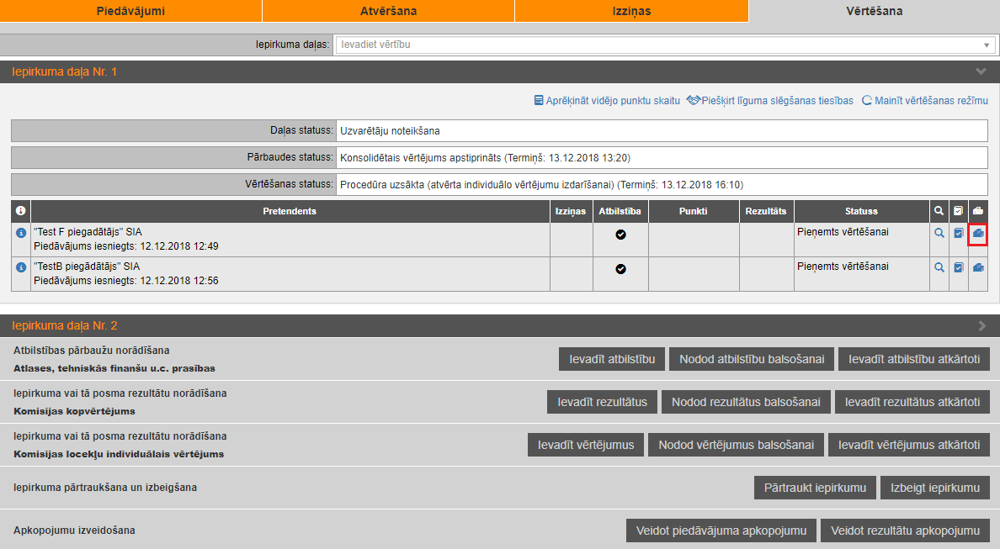 Piedāvājumi Atvēršana Izziņas Vērtēšana
Iepirkuma daļas: Ievadiet vērtību
Iepirkuma daļa Nr. 1
Aprēķināt vidējo punktu skaitu Piešķirt līguma slēgšanas tiesības Mainīt vērtēšanas režīmu
Daļas statuss: Uzvarētāju noteikšana
Pārbaudes statuss: Konsolidētais vērtējums apstiprināts (Termiņš: 13.12.2018 13:20)
Vērtēšanas statuss: Procedūra uzsākta (atvērta individuālo vērtējumu izdarīšanai) (Termiņš: 13.12.2018 16:10)
Pretendents Izziņas Atbilstība Punkti Rezultāts Statuss
"Test F piegadātājs" SIA Pieņemts vērtēšanai
Piedāvājums iesniegts: 12.12.2018 12:49
"TestB piegādātājs" SIA Pieņemts vērtēšanai
Piedāvājums iesniegts: 12.12.2018 12:56
Iepirkuma daļa Nr. 2
Atbilstības pārbaužu norādīšana
Atlases, tehniskās finanšu u.c. prasības
Ievadīt atbilstību Nodod atbilstību balsošanai Ievadīt atbilstību atkārtoti
Iepirkuma vai tā posma rezultātu norādīšana
Komisijas kopvērtējums
Ievadīt rezultātus Nodod rezultātus balsošanai Ievadīt rezultātus atkārtoti
Iepirkuma vai tā posma rezultātu norādīšana
Komisijas locekļu individuālais vērtējums
Ievadīt vērtējumus Nodod vērtējumus balsošanai Ievadīt vērtējumus atkārtoti
Iepirkuma pārtraukšana un izbeigšana Pārtraukt iepirkumu Izbeigt iepirkumu
Apkopojumu izveidošana Veidot piedāvājuma apkopojumu Veidot rezultātu apkopojumu